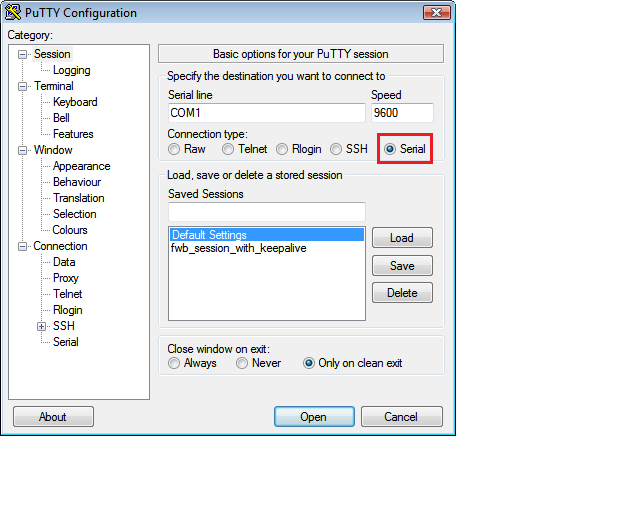 PuTTY Configuration
Category:
Session
Logging
Terminal
Keyboard
Bell
Features
Window
Appearance
Behaviour
Translation
Selection
Colours
Connection
Data
Proxy
Telnet
Rlogin
SSH
Serial
Basic options for your PuTTY session
Specify the destination you want to connect to
Serial line Speed
COM1 9600
Connection type:
Raw Telnet Rlogin SSH Serial
Load, save or delete a stored session
Saved Sessions
Default Settings
fwb_session_with_keepalive
Load
Save
Delete
Close window on exit:
Always Never Only on clean exit
About Open Cancel